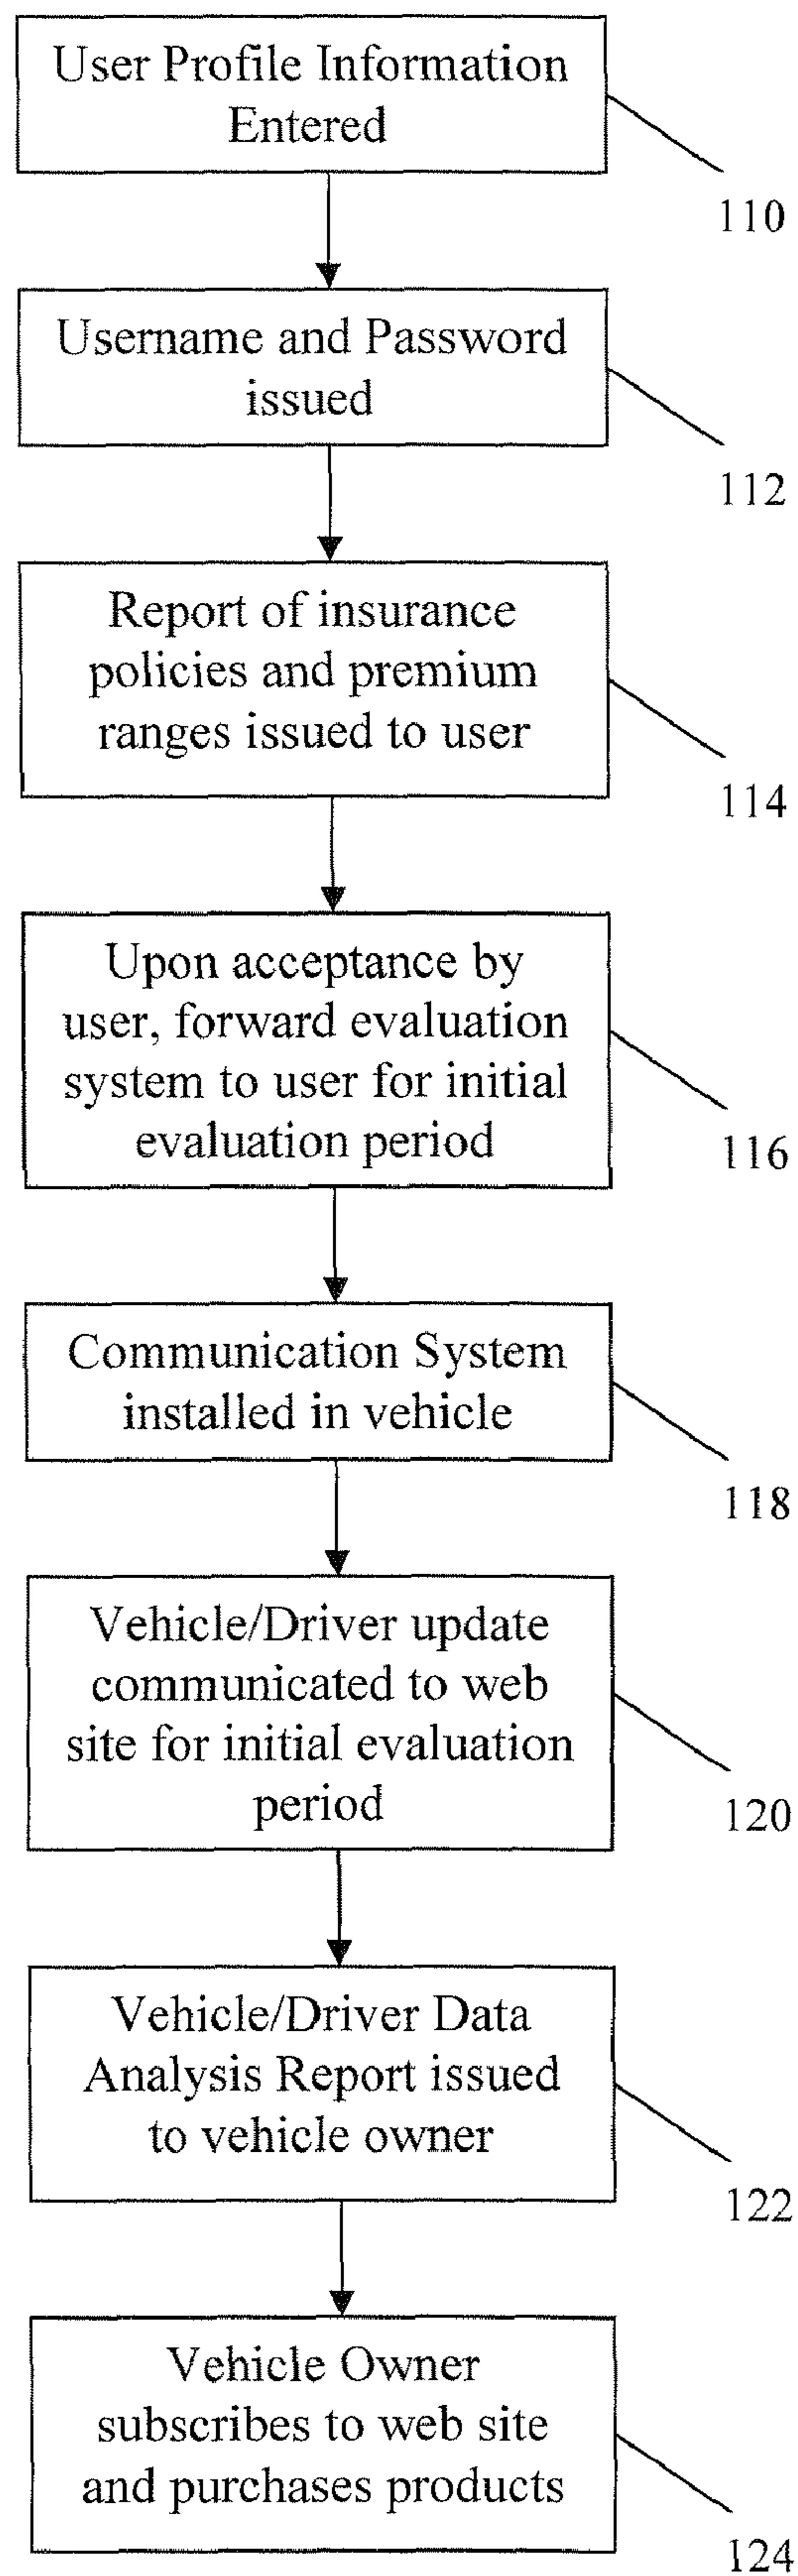 User Profile Information
Entered
110
Username and Password
issued
112
Report of insurance
policies and premium
ranges issued to user
114
Upon acceptance by
user, forward evaluation
system to user for initial
evaluation period
116
Communication System
installed in vehicle
118
Vehicle/Driver update
communicated to web
site for initial evaluation
period
120
Vehicle/Driver Data
Analysis Report issued
to vehicle owner
122
Vehicle Owner
subscribes to web site
and purchases products
124